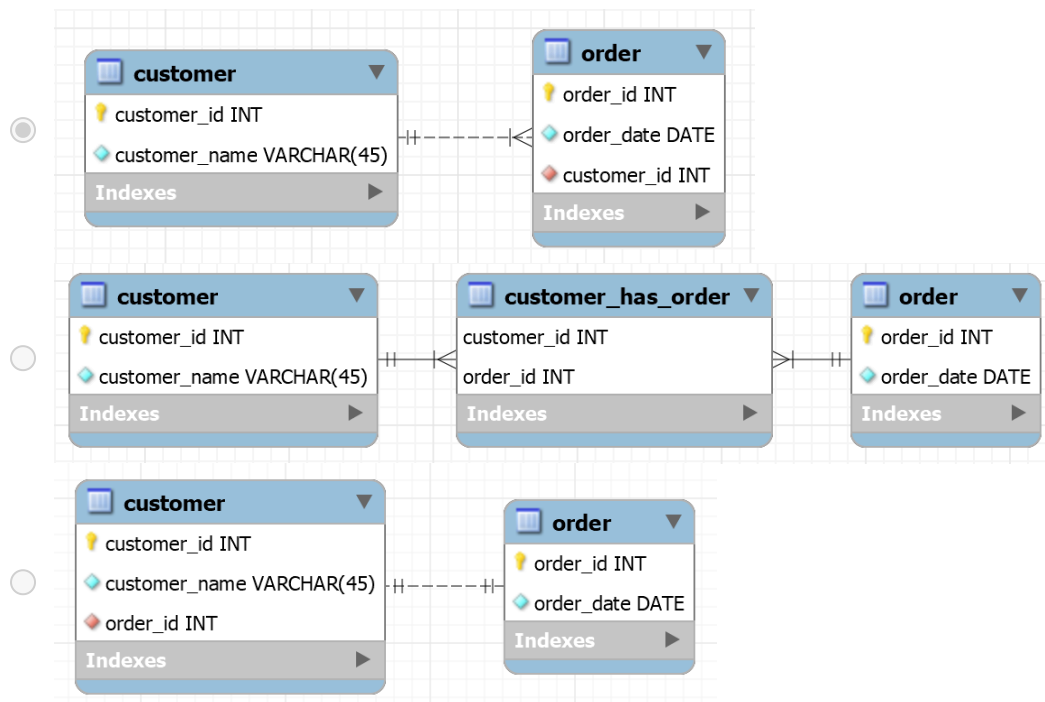 customer
customer_id INT
customer_name VARCHAR(45)
Indexes
order
order_id INT
order_date DATE
customer_id INT
Indexes
customer
customer_id INT
customer_name VARCHAR(45)
Indexes
customer_has_order
customer_id INT
order_id INT
Indexes
order
order_id INT
order_date DATE
Indexes
customer
customer_id INT
customer_name VARCHAR(45)
order_id INT
Indexes
order
order_id INT
order_date DATE
Indexes